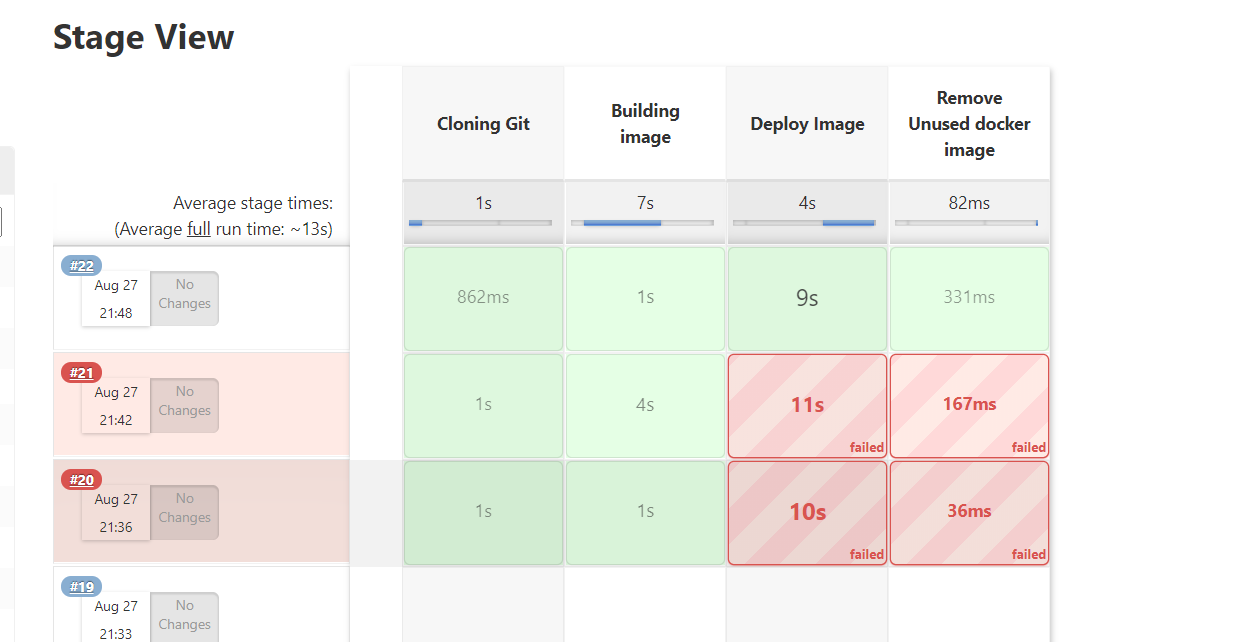 Stage View
Cloning Git
Building
image
Deploy Image
Remove
Unused docker
image
Average stage times:
(Average full run time: ~13s)
1s
7s
4s
82ms
#22
Aug 27
21:48
No
Changes
862ms
1s
9s
331ms
#21
Aug 27
21:42
No
Changes
1s
4s
11s
failed
167ms
failed
#20
Aug 27
21:36
No
Changes
1s
1s
10s
failed
36ms
failed
#19
Aug 27
21:33
No
Changes